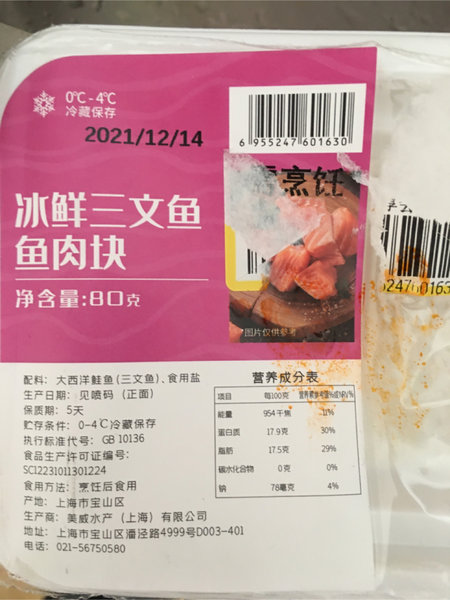 0℃-4℃
冷藏保存
2021/12/14
6 955247 601630
冰鲜三文鱼
鱼肉块
净含量:80克
烹饪
图片仅供参考
配料：大西洋鲑鱼(三文鱼)、食用盐
生产日期：见喷码（正面）
保质期：5天
贮存条件：0-4℃冷藏保存
执行标准代号：GB 10136
食品生产许可证编号：
SC12231011301224
食用方法：烹饪后食用
产地：上海市宝山区
生产商：美威水产（上海）有限公司
地址：上海市宝山区潘泾路4999号D003-401
电话：021-56750580
营养成分表
项目 每100克 营养素参考值%或NRV%
能量 954千焦 11%
蛋白质 17.9克 30%
脂肪 17.5克 29%
碳水化合物 0克 0%
钠 78毫克 4%
524760163